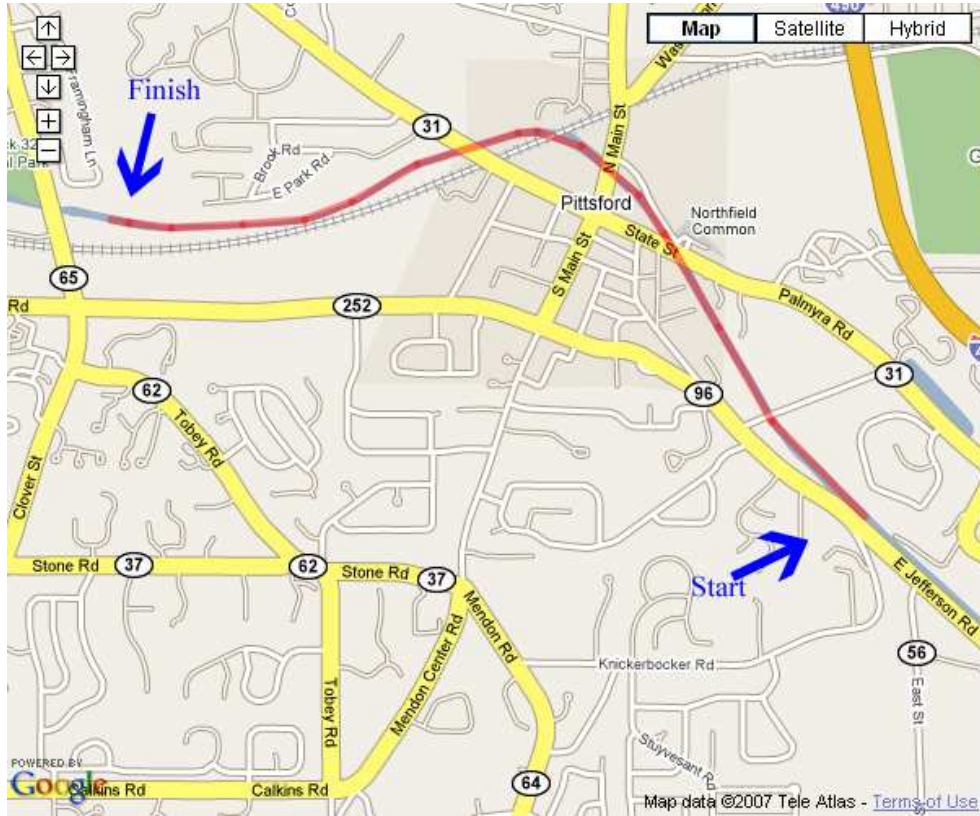 Map
Satellite
Hybrid
Finish
Framingham Ln
31
Brook Rd
E Park Rd
N Main St
Pittsford
Northfield
Common
State St
S Main St
65
Rd
252
Palmyra Rd
31
62
96
Tobey Rd
Clover St
Stone Rd
37
62
Stone Rd
37
Start
E Jefferson Rd
Mendon Rd
Mendon Center Rd
Knickerbocker Rd
56
East St
Tobey Rd
Stuyvesant R
64
POWERED BY
Google
Calkins Rd
Calkins Rd
Map data ©2007 Tele Atlas - Terms of Use